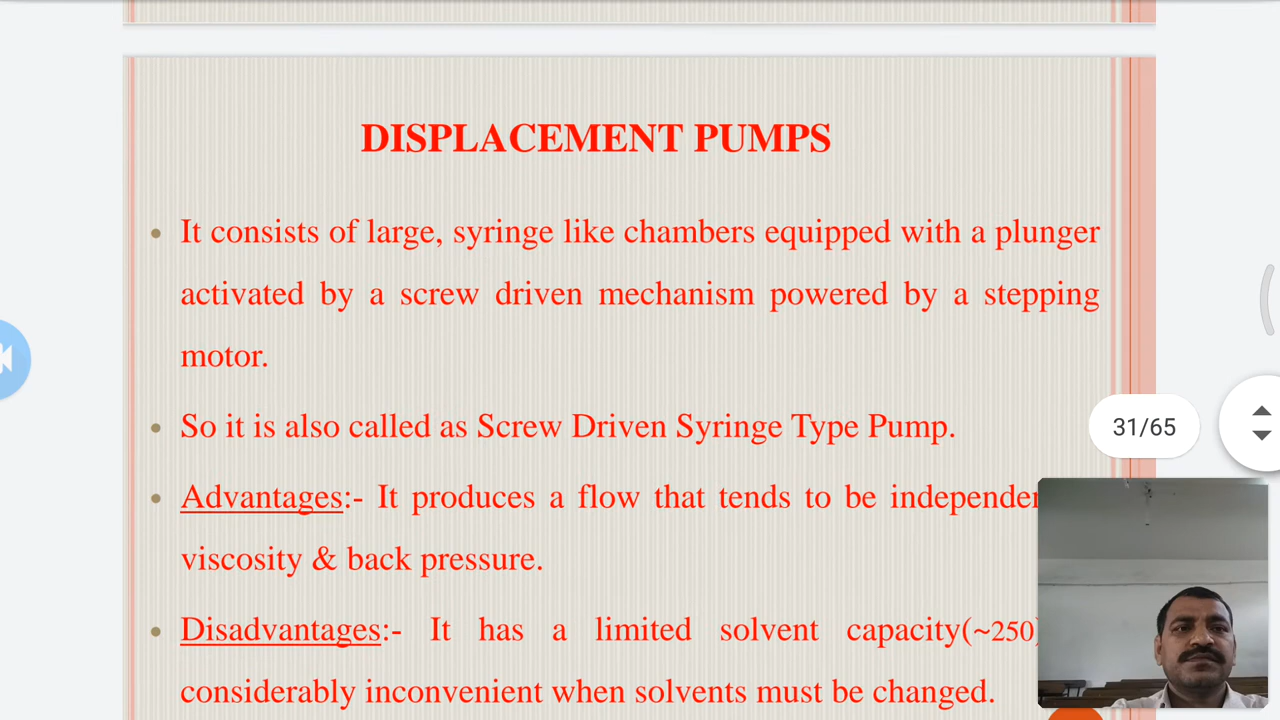 DISPLACEMENT PUMPS
• It consists of large, syringe like chambers equipped with a plunger
activated by a screw driven mechanism powered by a stepping
motor.
• So it is also called as Screw Driven Syringe Type Pump.
31/65
• Advantages:- It produces a flow that tends to be
viscosity & back pressure.
• Disadvantages:- It has a limited solvent capacity(~250)
considerably inconvenient when solvents must be changed.